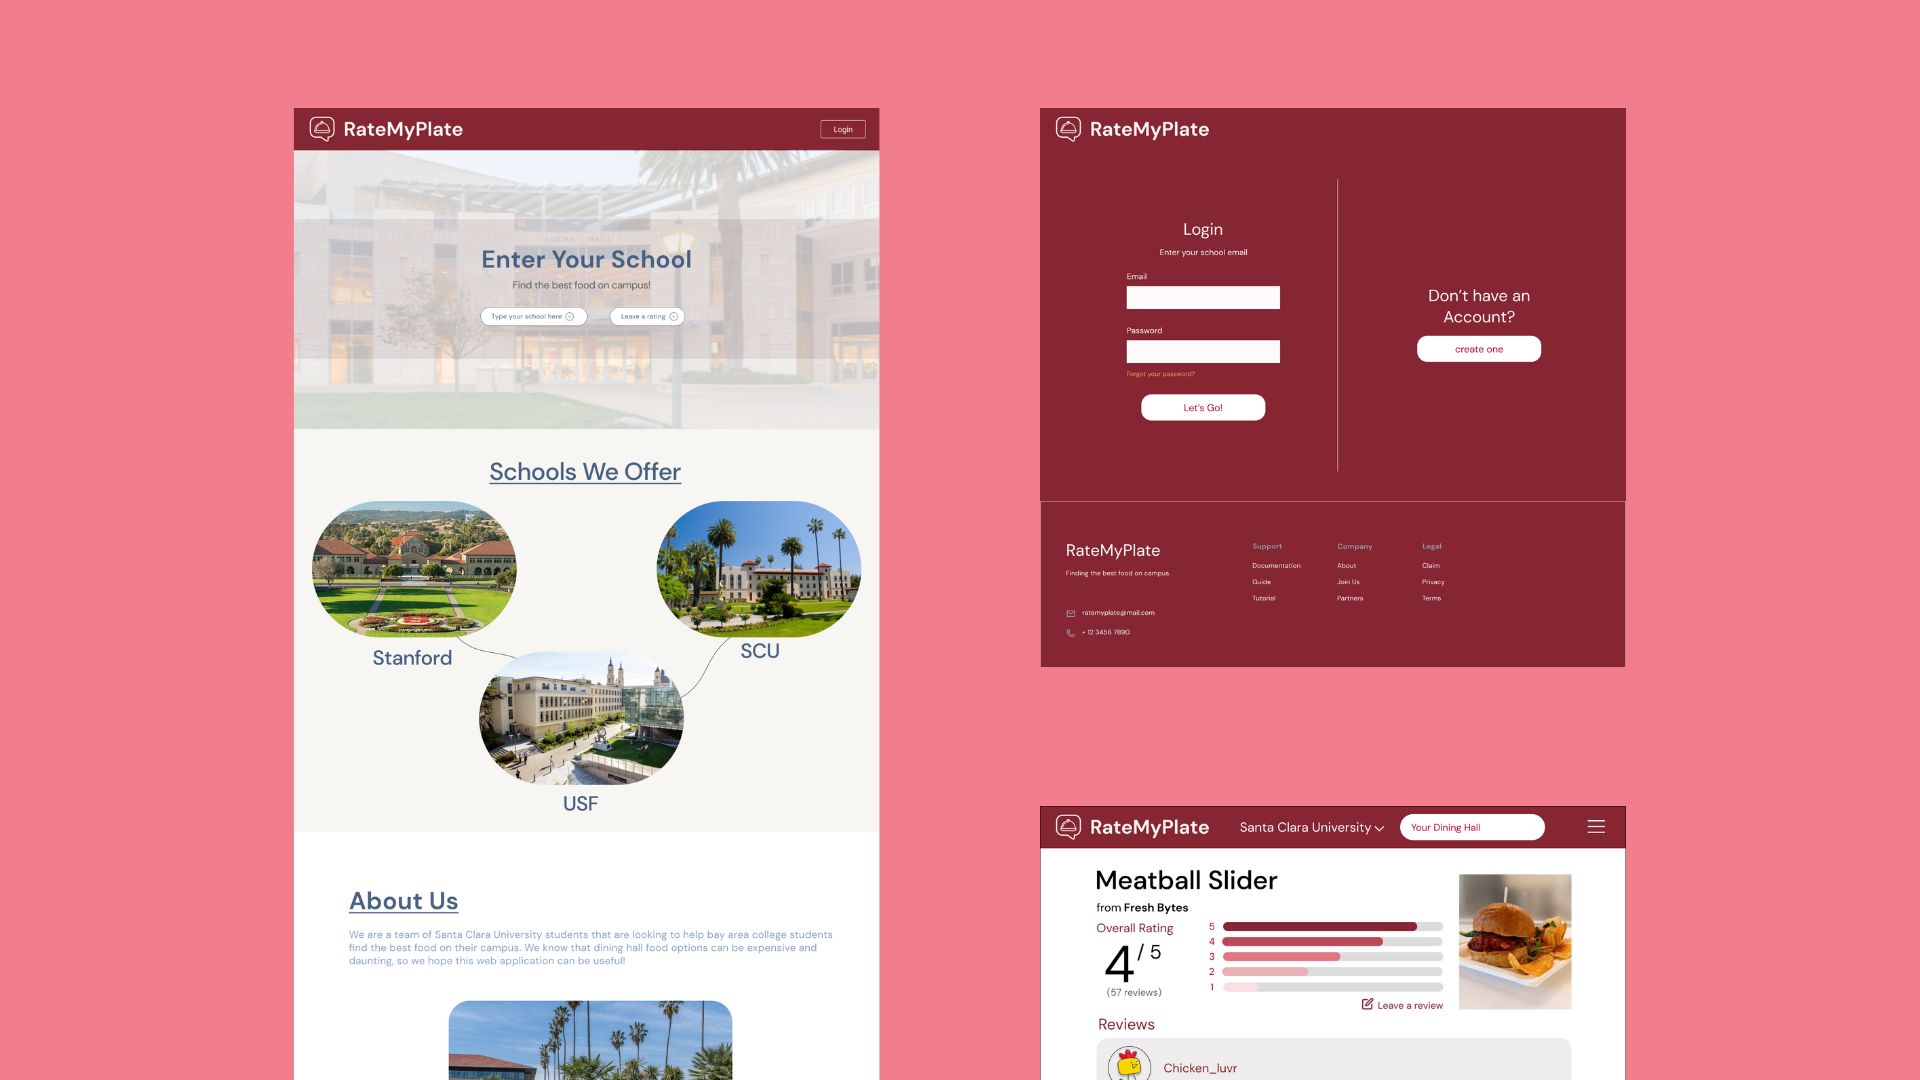 RateMyPlate
Login
LUCAS HALL
Enter Your School
Find the best food on campus!
Type your school here
Leave a rating
Schools We Offer
Stanford
SCU
USF
About Us
We are a team of Santa Clara University students that are looking to help bay area college students
find the best food on their campus. We know that dining hall food options can be expensive and
daunting, so we hope this web application can be useful!
RateMyPlate
Login
Enter your school email
Email
Password
Forgot your password?
Let's Go!
Don't have an
Account?
create one
RateMyPlate
Finding the best food on campus.
ratemyplate@mail.com
+ 12 3456 7890
Support
Documentation
Guide
Tutorial
Company
About
Join Us
Partners
Legal
Claim
Privacy
Terms
RateMyPlate
Santa Clara University
Your Dining Hall
Meatball Slider
from Fresh Bytes
Overall Rating
4 / 5
(57 reviews)
5
4
3
2
1
Leave a review
Reviews
Chicken_luvr